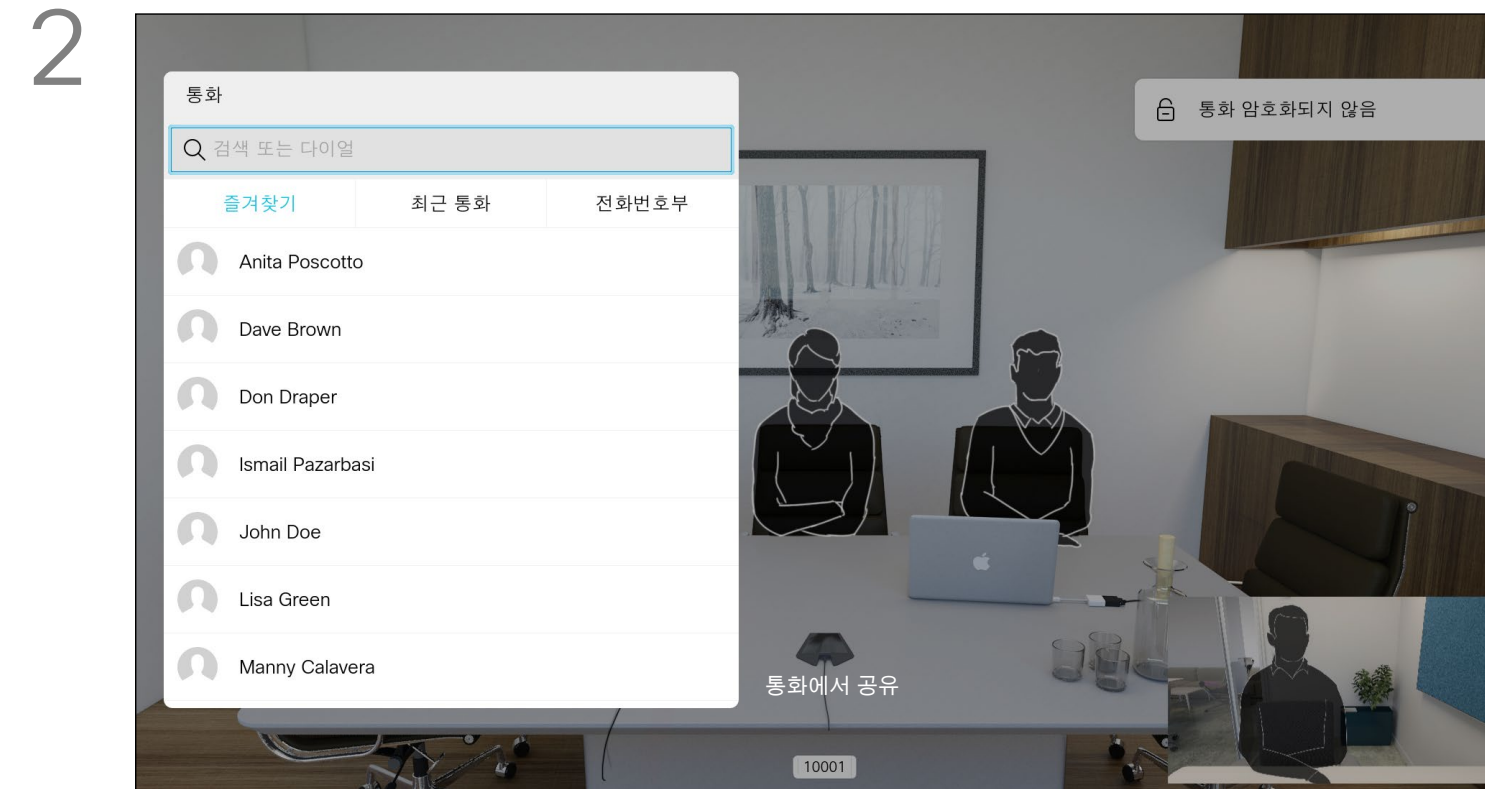 2
통화
통화 암호화되지 않음
검색 또는 다이얼
즐겨찾기 최근 통화 전화번호부
Anita Poscotto
Dave Brown
Don Draper
Ismail Pazarbasi
John Doe
Lisa Green
Manny Calavera
통화에서 공유
10001